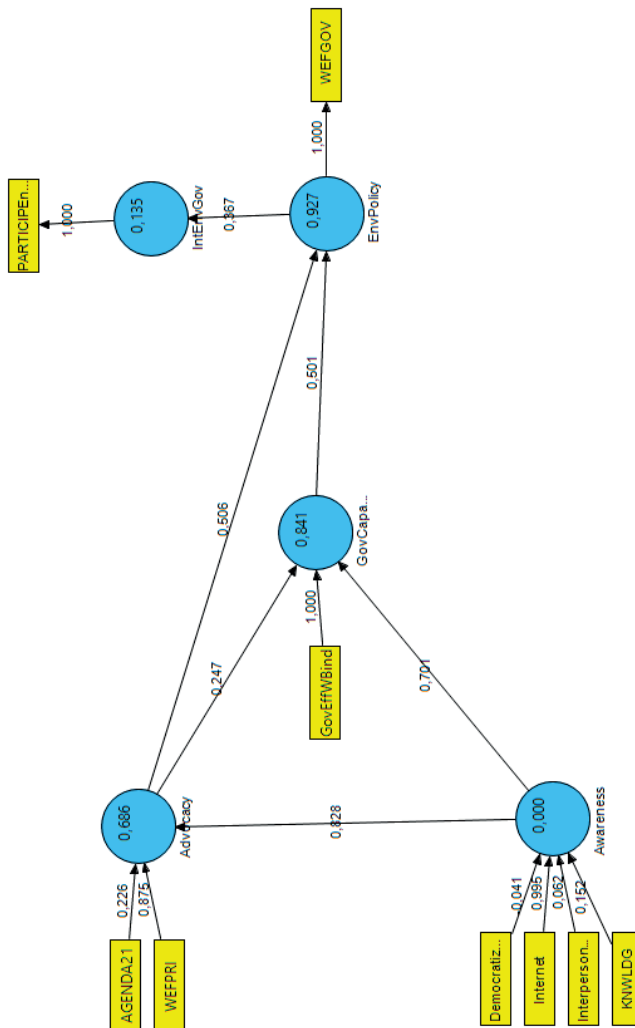 AGENDA21
WEFPRI
0,226
0,875
0,686
Advocacy
0,828
Democratiz...
Internet
Interperson...
KNWLDG
0,041
0,995
0,062
0,152
0,000
Awareness
0,247
0,506
0,701
GovEffWBind
1,000
0,841
GovCapa...
0,501
0,927
EnvPolicy
1,000
WEFGOV
0,367
0,135
IntEnvGov
1,000
PARTICIPEn...